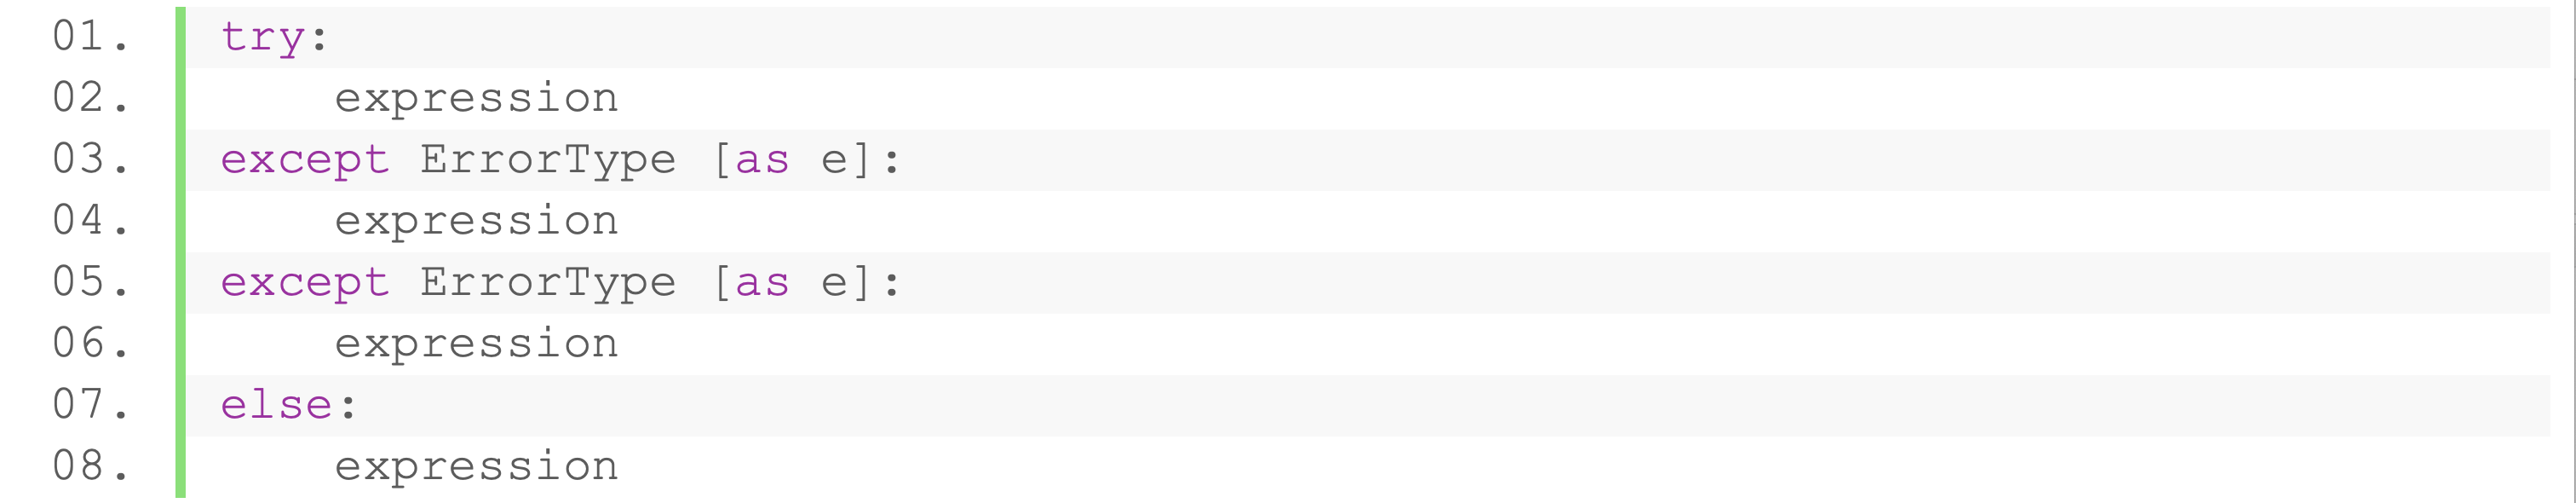 01. try:
02.     expression
03. except ErrorType [as e]:
04.     expression
05. except ErrorType [as e]:
06.     expression
07. else:
08.     expression